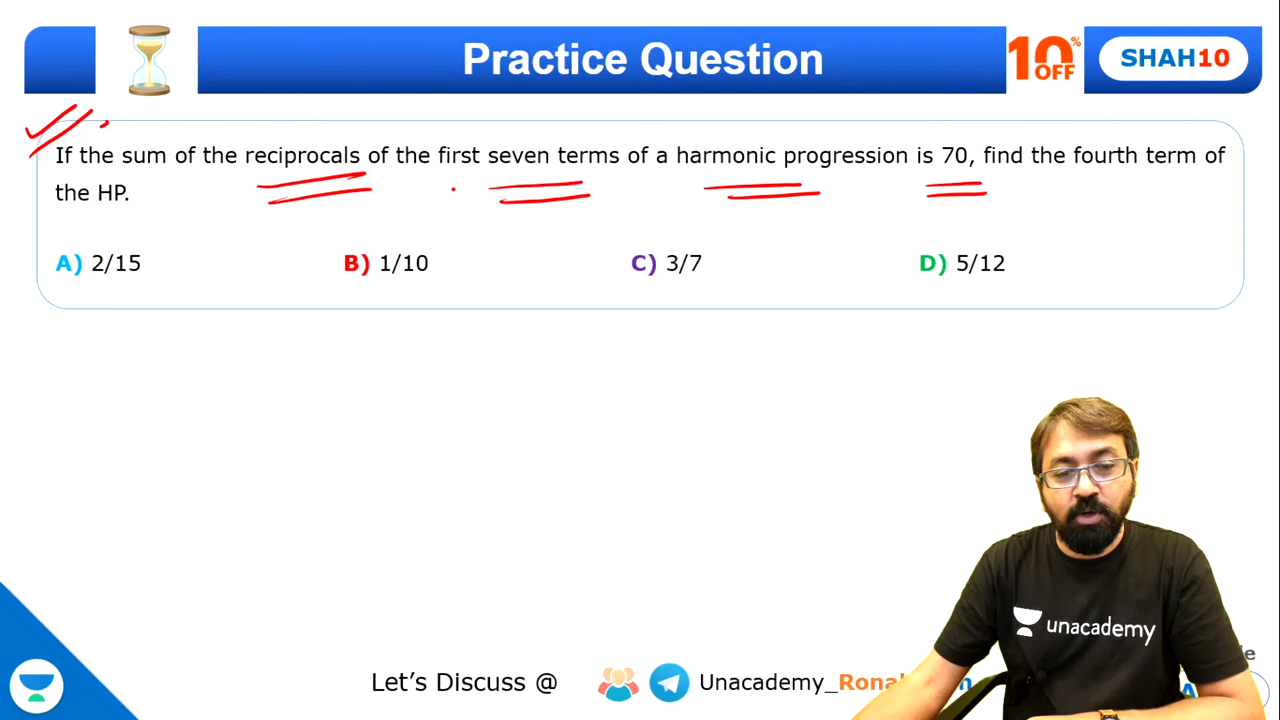 Practice Question
10% OFF
SHAH10
If the sum of the reciprocals of the first seven terms of a harmonic progression is 70, find the fourth term of
the HP.
A) 2/15 B) 1/10 C) 3/7 D) 5/12
unacademy
Let's Discuss @ Unacademy_